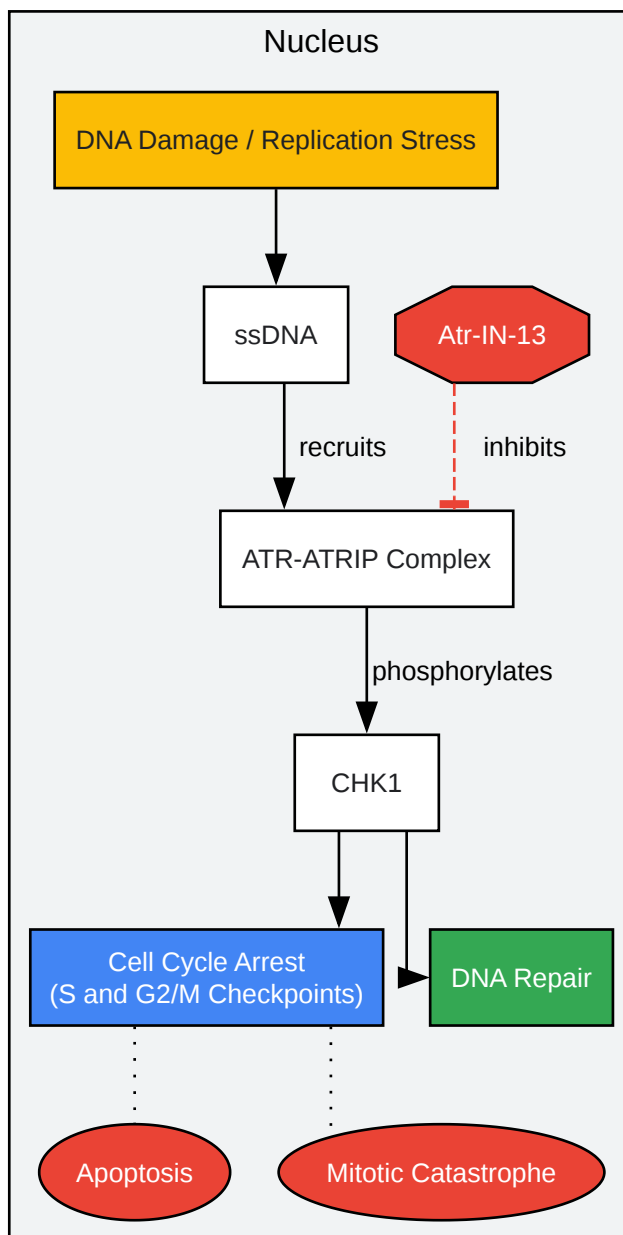 Nucleus
DNA Damage / Replication Stress
ssDNA
Atr-IN-13
recruits
inhibits
ATR-ATRIP Complex
phosphorylates
CHK1
Cell Cycle Arrest
(S and G2/M Checkpoints)
DNA Repair
Apoptosis
Mitotic Catastrophe